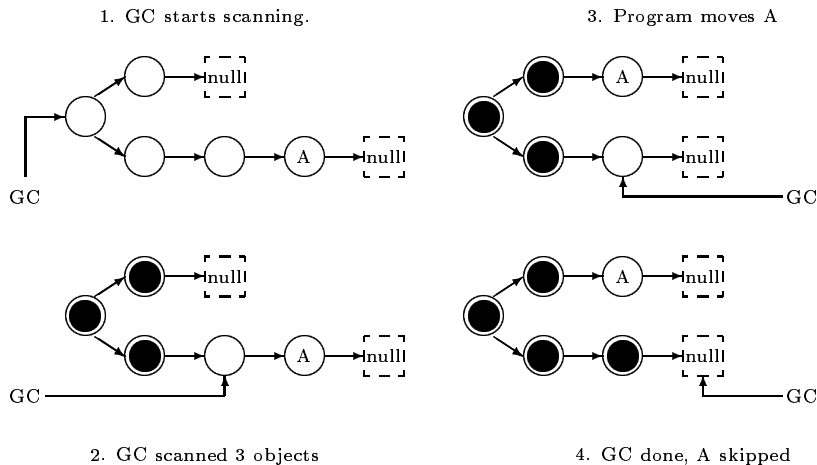 1. GC starts scanning.
null
A
null
GC
3. Program moves A
A
null
null
GC
null
A
null
GC
2. GC scanned 3 objects
A
null
null
GC
4. GC done, A skipped